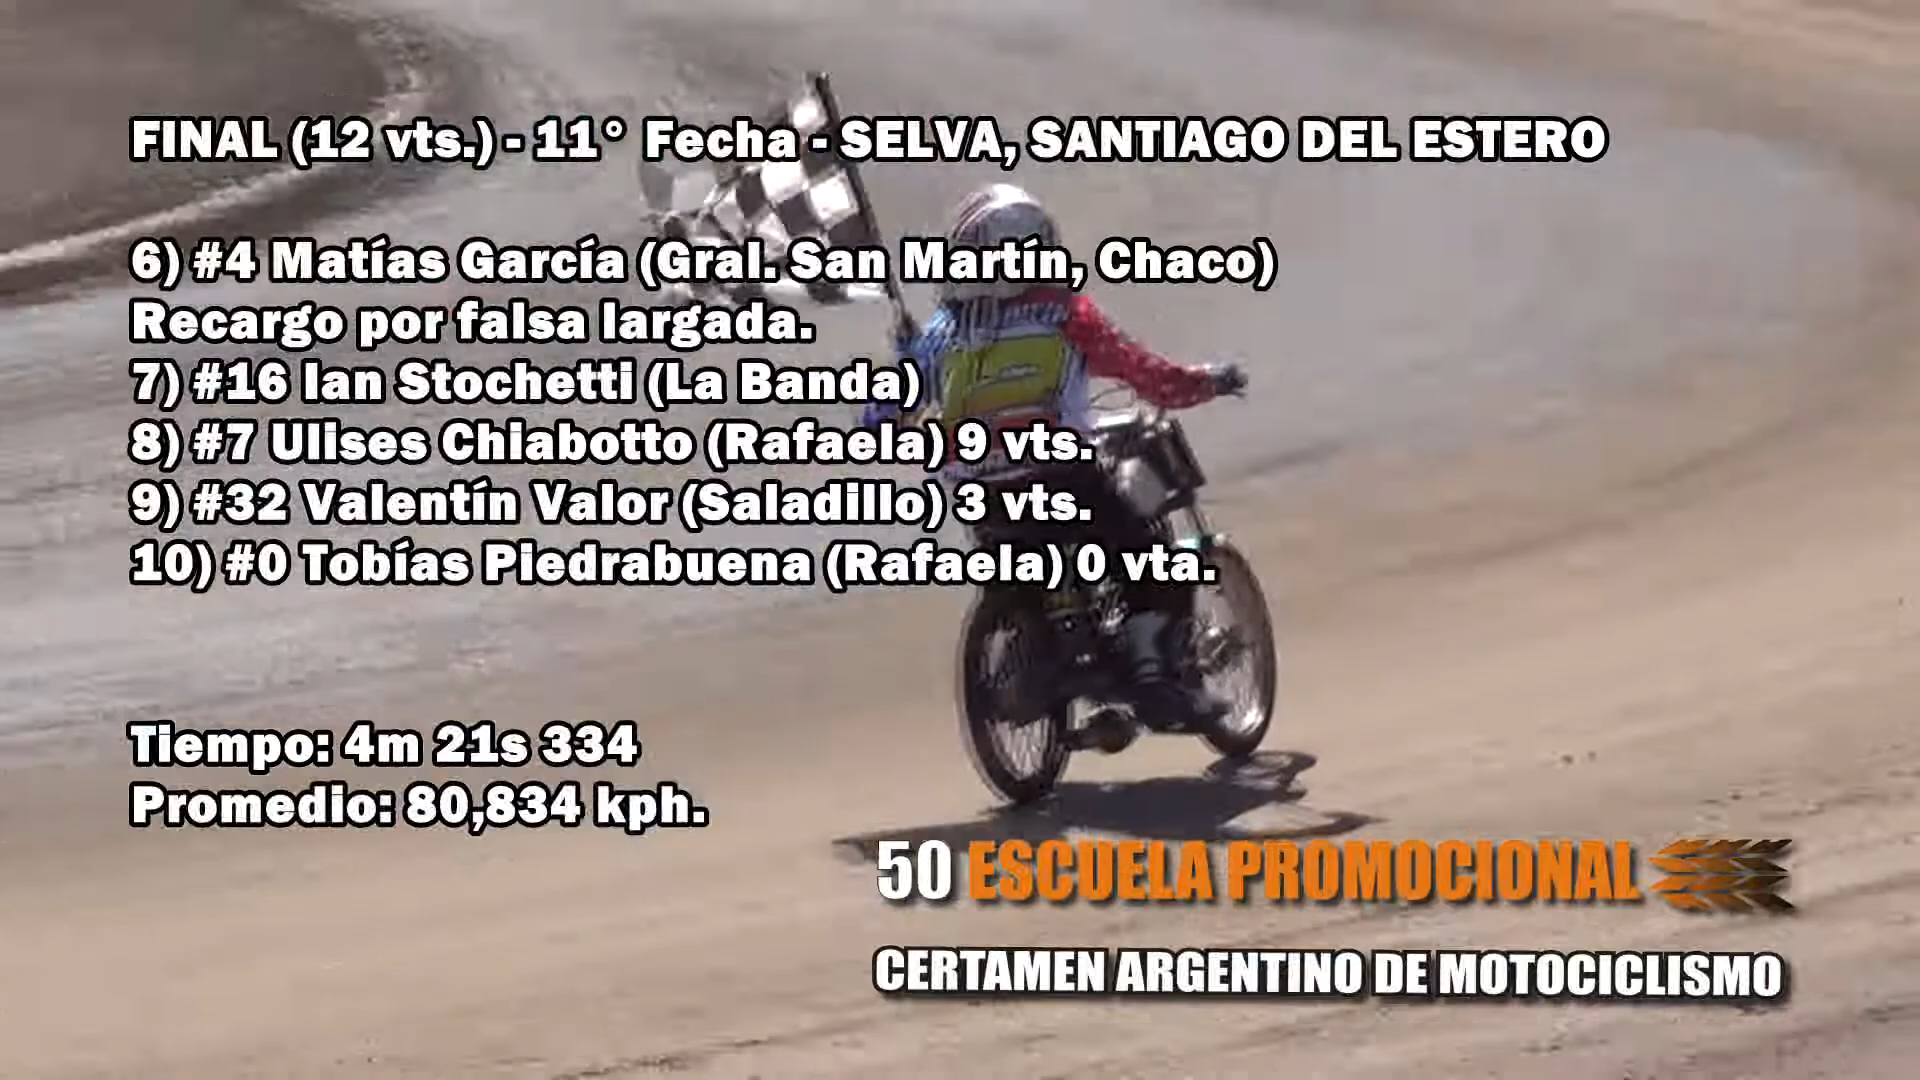 FINAL (12 vts.) - 11° Fecha - SELVA, SANTIAGO DEL ESTERO
6) #4 Matías García (Gral. San Martín, Chaco)
Recargo por falsa largada.
7) #16 Ian Stochetti (La Banda)
8) #7 Ulises Chiabotto (Rafaela) 9 vts.
9) #32 Valentín Valor (Saladillo) 3 vts.
10) #0 Tobías Piedrabuena (Rafaela) 0 vta.
Tiempo: 4m 21s 334
Promedio: 80,834 kph.
50 ESCUELA PROMOCIONAL
CERTAMEN ARGENTINO DE MOTOCICLISMO